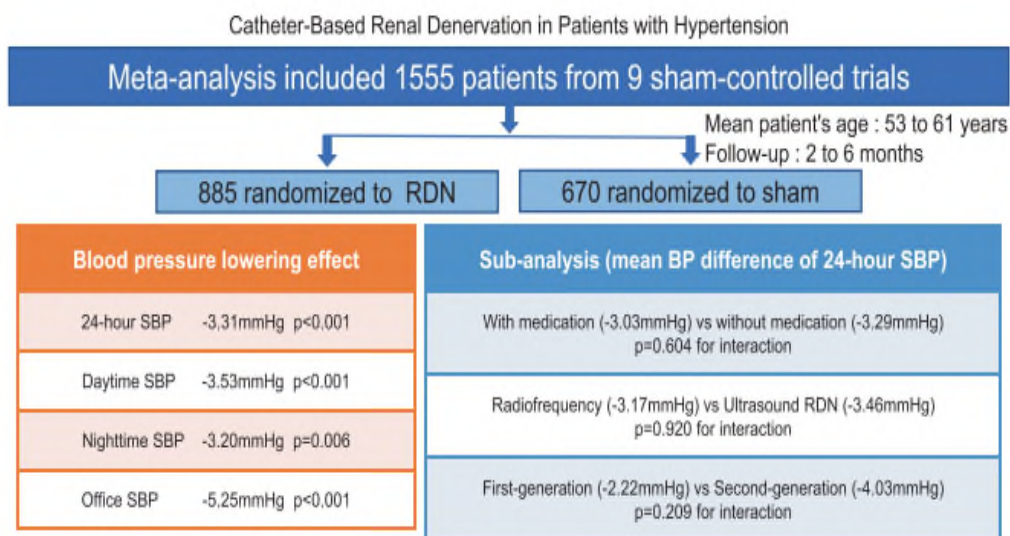 Catheter-Based Renal Denervation in Patients with Hypertension
Meta-analysis included 1555 patients from 9 sham-controlled trials
Mean patient's age : 53 to 61 years
Follow-up : 2 to 6 months
885 randomized to RDN
670 randomized to sham
Blood pressure lowering effect
24-hour SBP -3,31mmHg p<0.001
Daytime SBP -3.53mmHg p<0.001
Nighttime SBP -3.20mmHg p=0.006
Office SBP -5.25mmHg p<0.001
Sub-analysis (mean BP difference of 24-hour SBP)
With medication (-3.03mmHg) vs without medication (-3.29mmHg)
p=0.604 for interaction
Radiofrequency (-3.17mmHg) vs Ultrasound RDN (-3.46mmHg)
p=0.920 for interaction
First-generation (-2.22mmHg) vs Second-generation (-4.03mmHg)
p=0.209 for interaction